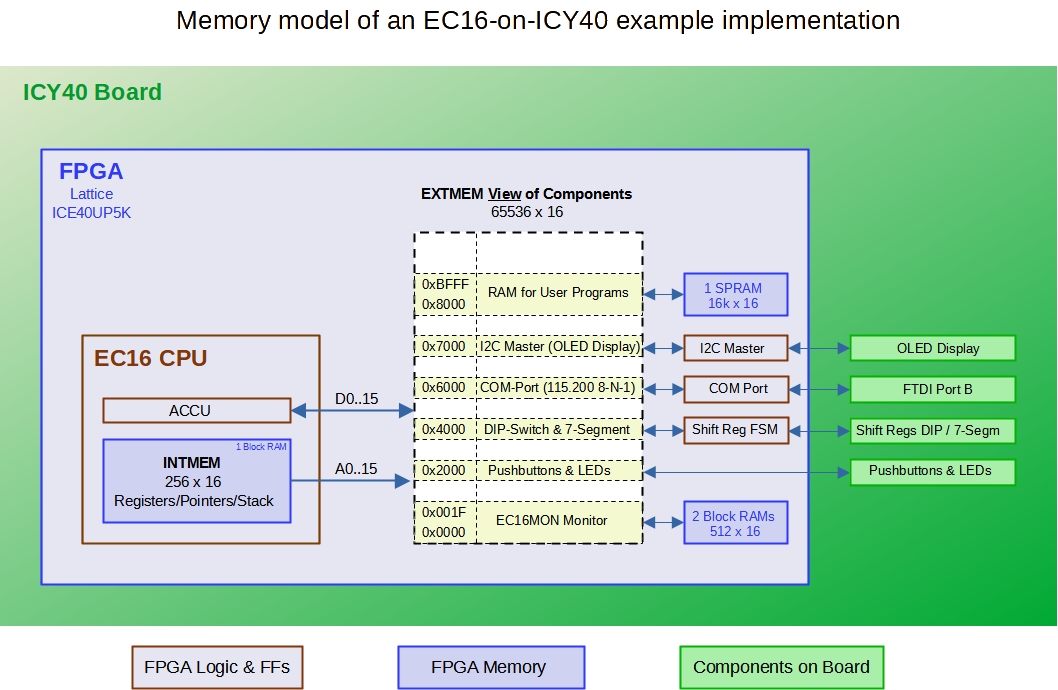 Memory model of an EC16-on-ICY40 example implementation
ICY40 Board
FPGA
Lattice
ICE40UP5K
EXTMEM View of Components
65536 x 16
0xBFFF
0x8000
RAM for User Programs
1 SPRAM
16k x 16
0x7000 I2C Master (OLED Display)
I2C Master
OLED Display
0x6000 COM-Port (115.200 8-N-1)
COM Port
FTDI Port B
0x4000 DIP-Switch & 7-Segment
Shift Reg FSM
Shift Regs DIP / 7-Segm
0x2000 Pushbuttons & LEDs
Pushbuttons & LEDs
0x001F
0x0000
EC16MON Monitor
2 Block RAMs
512 x 16
EC16 CPU
ACCU
D0..15
1 Block RAM
INTMEM
256 x 16
Registers/Pointers/Stack
A0..15
FPGA Logic & FFs
FPGA Memory
Components on Board